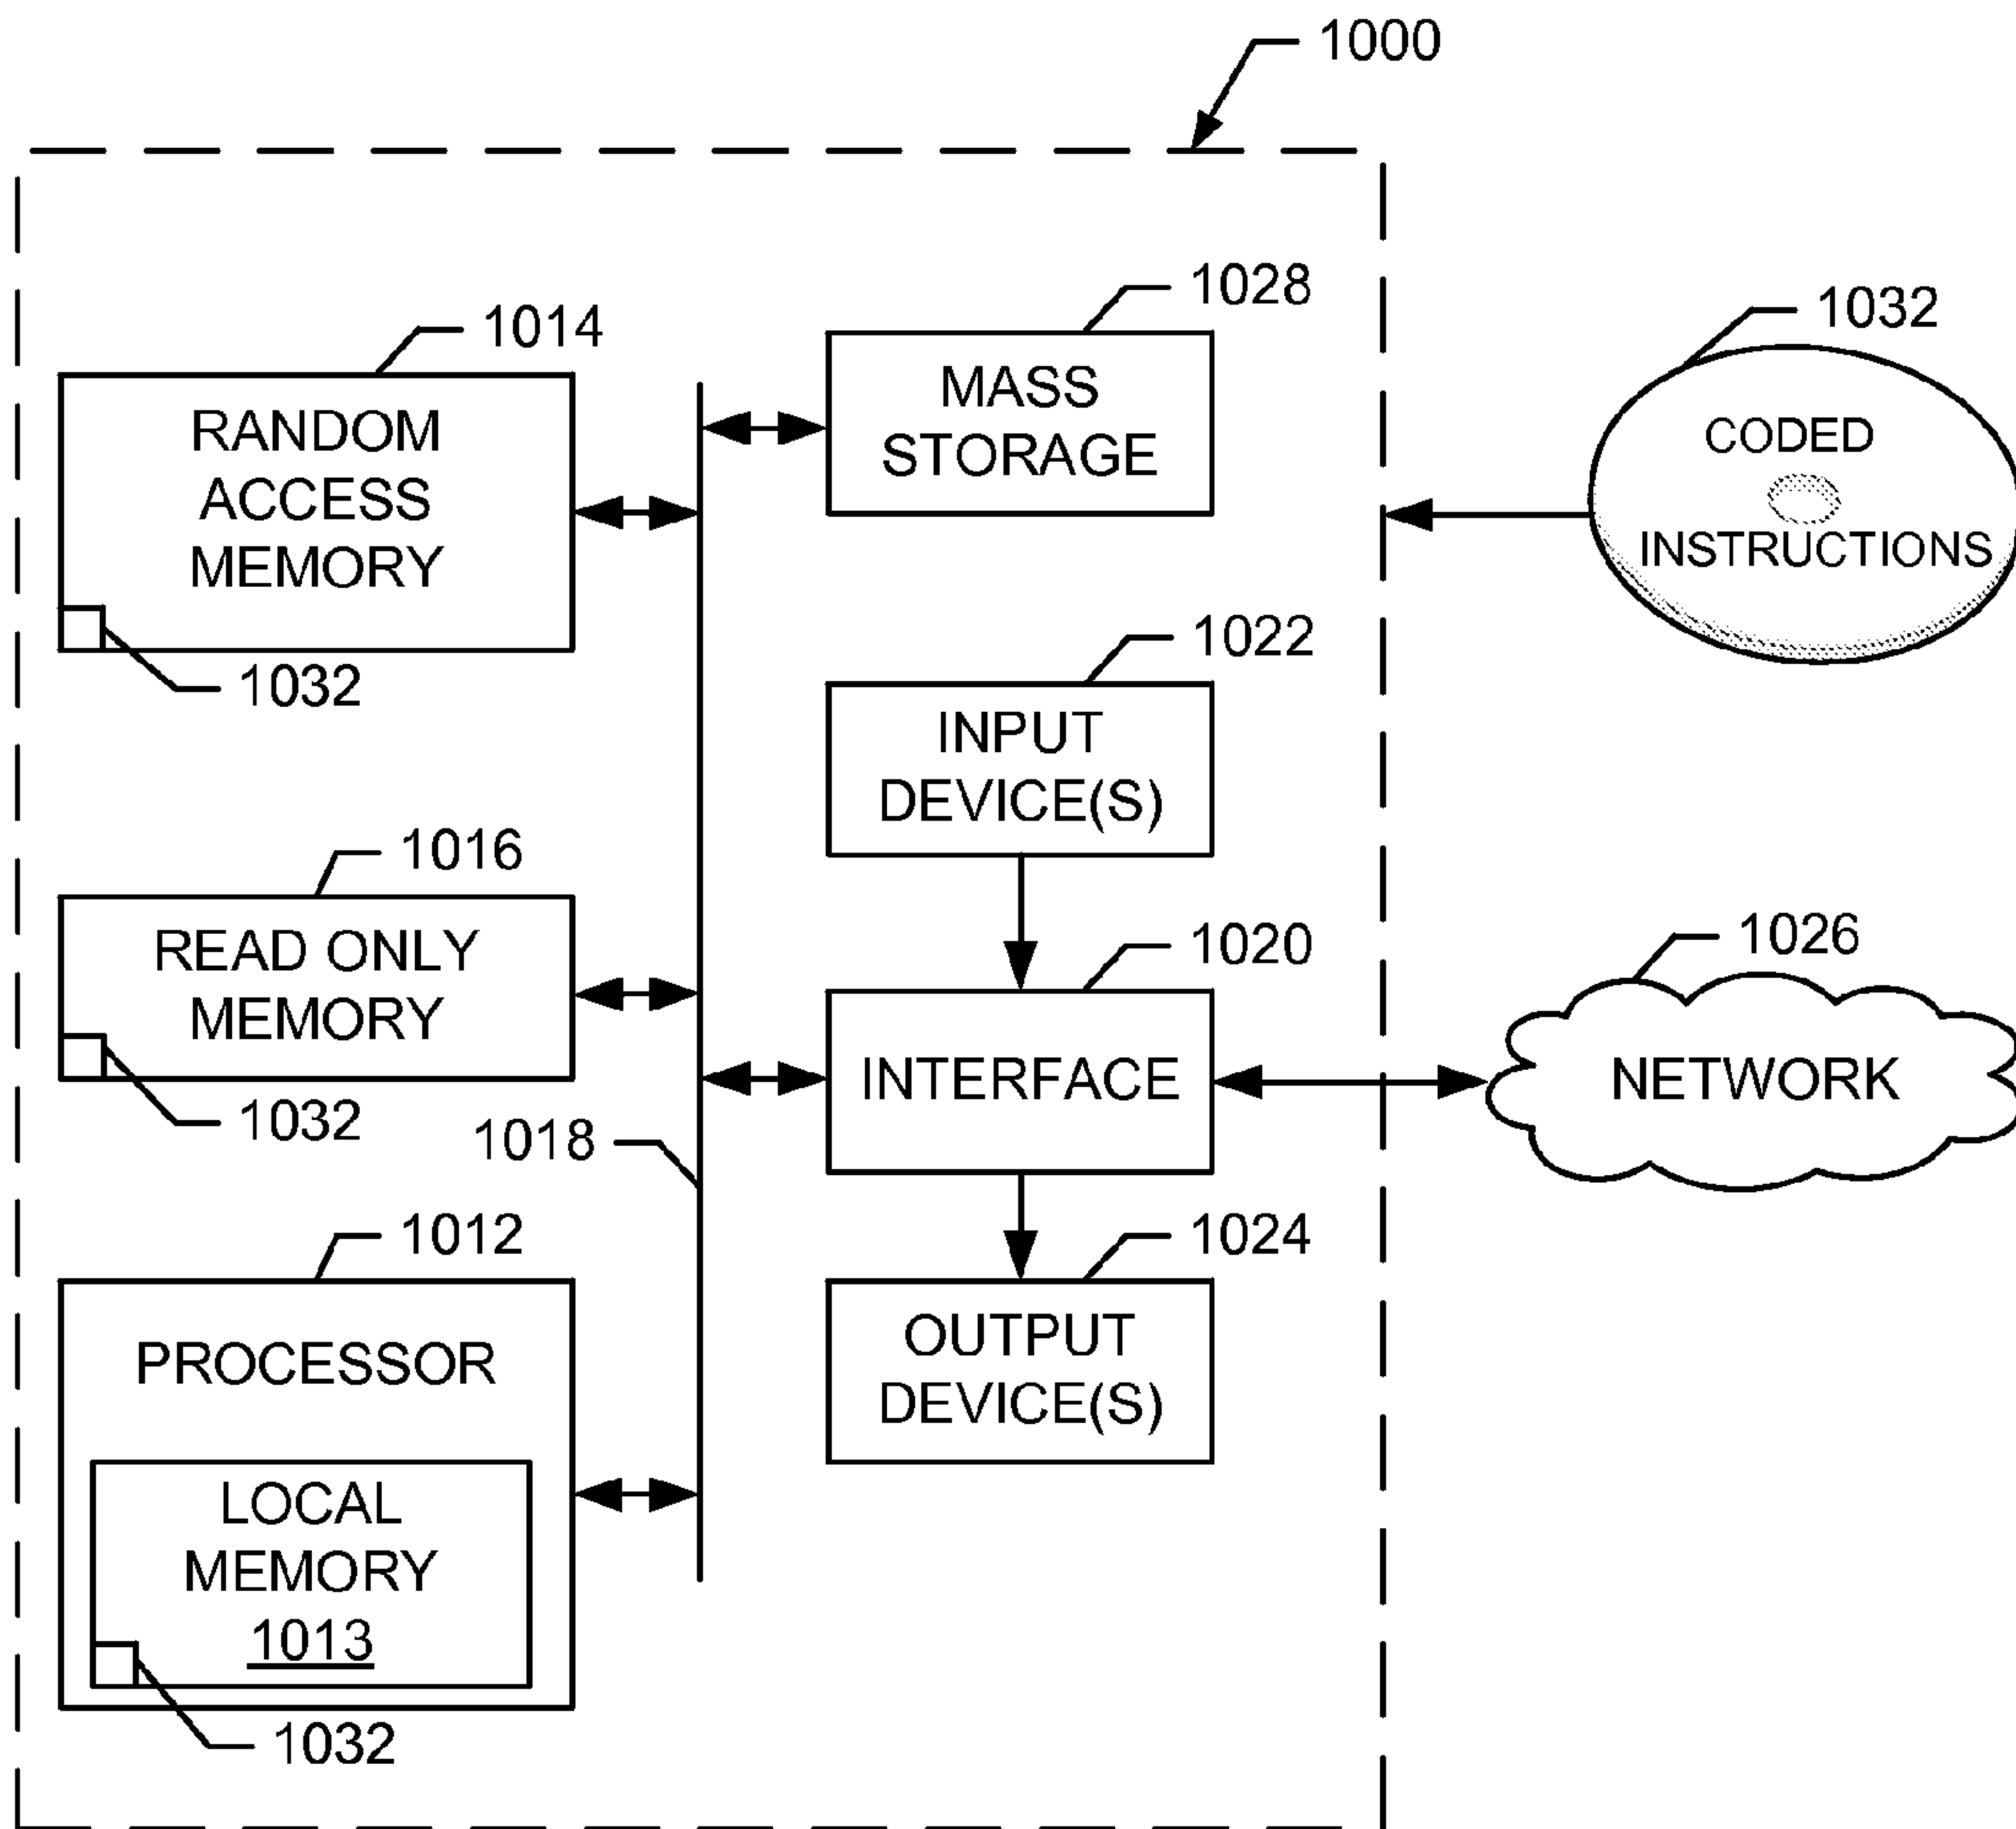 1000
1028
1032
1014
MASS
STORAGE
RANDOM
ACCESS
MEMORY
CODED
INSTRUCTIONS
1032
1022
INPUT
DEVICE(S)
1016
1020
1026
READ ONLY
MEMORY
INTERFACE
NETWORK
1032
1018
1012
1024
PROCESSOR
OUTPUT
DEVICE(S)
LOCAL
MEMORY
1013
1032